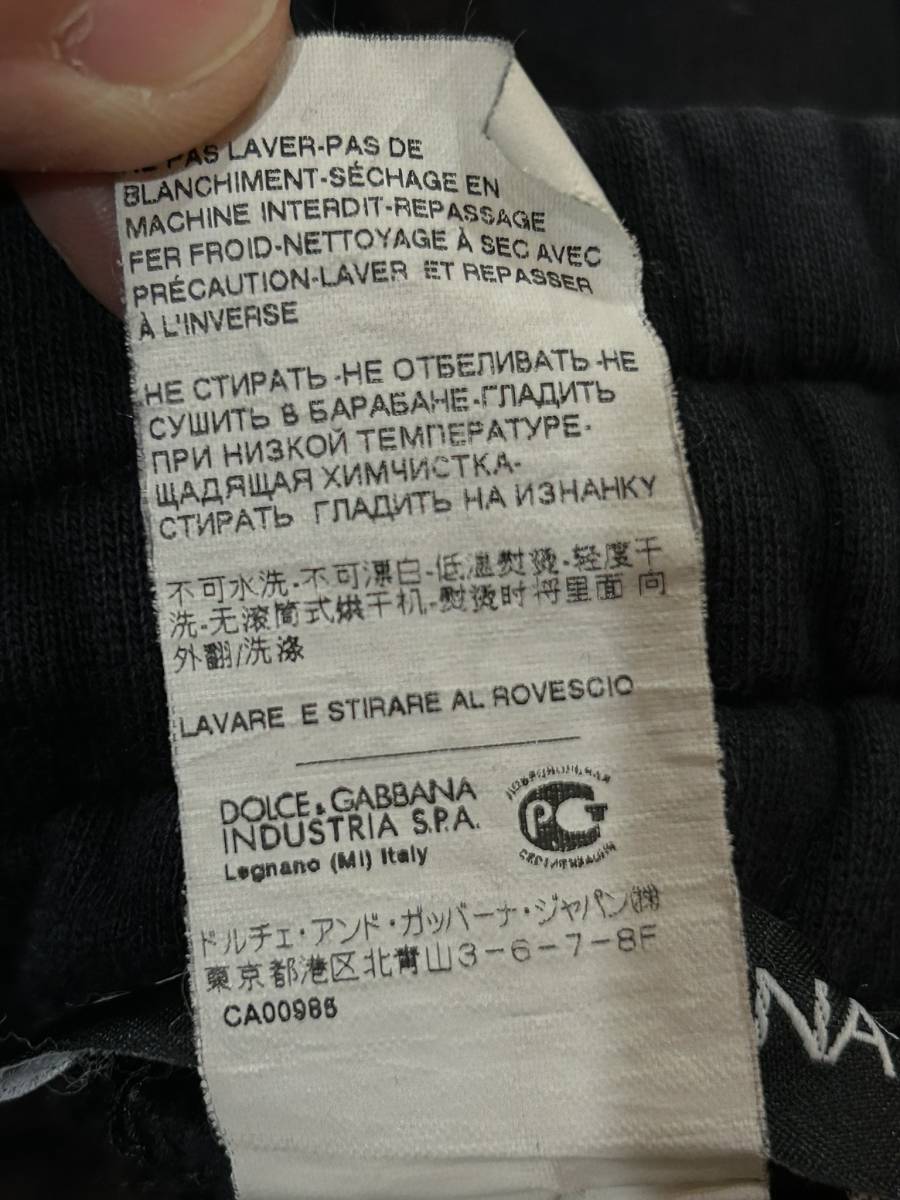 PAS LAVER-PAS DE
BLANCHIMENT-SÉCHAGE EN
MACHINE INTERDIT-REPASSAGE
FER FROID-NETTOYAGE À SEC AVEC
PRÉCAUTION-LAVER ET REPASSER
À L'INVERSE
НЕ СТИРАТЬ-НЕ ОТБЕЛИВАТЬ-НЕ
СУШИТЬ В БАРАБАНЕ-ГЛАДИТЬ
ПРИ НИЗКОЙ ТЕМПЕРАТУРЕ-
ЩАДЯЩАЯ ХИМЧИСТКА-
СТИРАТЬ ГЛАДИТЬ НА ИЗНАНКУ
不可水洗-不可漂白-低温熨烫-轻度干
洗-无滚筒式烘干机-熨烫时将里面 向
外翻/洗涤
LAVARE E STIRARE AL ROVESCIO
DOLCE & GABBANA
INDUSTRIA S.P.A.
Legnano (MI) Italy
PCT
ドルチェ・アンド・ガッバーナ・ジャパン㈱
東京都港区北青山3-6-7-8F
CA00986
NA